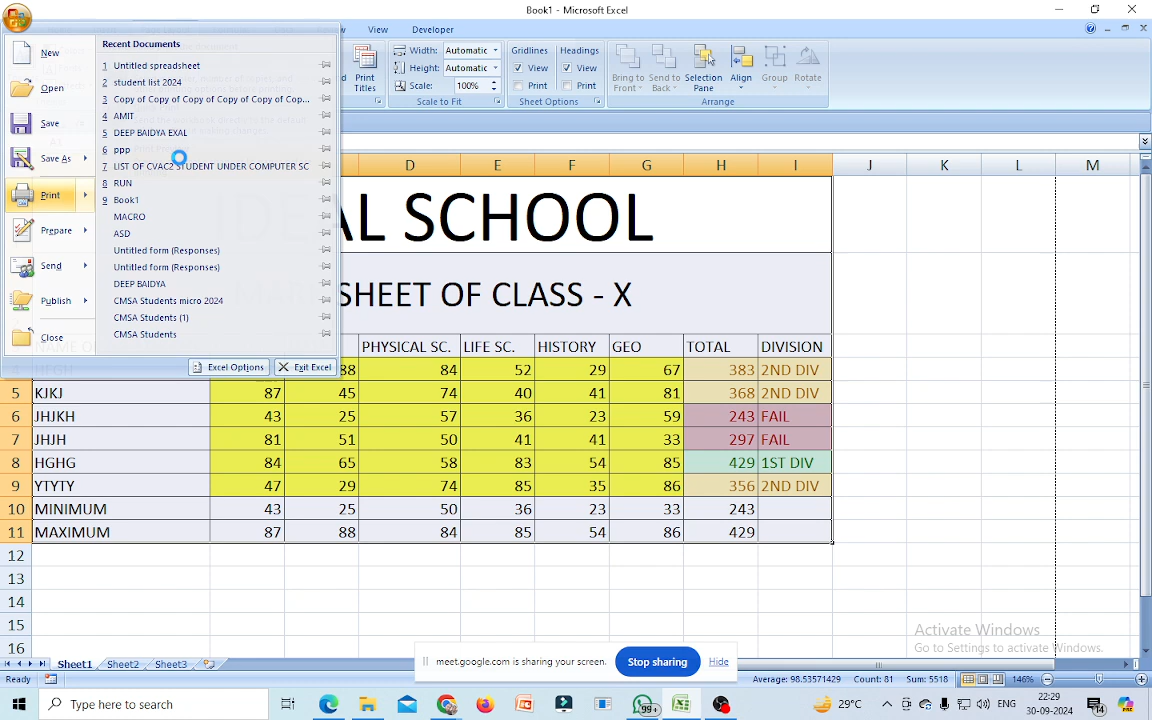 Book1 - Microsoft Excel
View Developer
New
Open
Save
Save As
Print
Prepare
Send
Publish
Close
Recent Documents
1 Untitled spreadsheet
2 student list 2024
3 Copy of Copy of Copy of Copy of Copy of Cop...
4 AMIT
5 DEEP BAIDYA EXAL
6 ppp
7 LIST OF CVAC2 STUDENT UNDER COMPUTER SC
8 RUN
9 Book1
MACRO
ASD
Untitled form (Responses)
Untitled form (Responses)
DEEP BAIDYA
CMSA Students micro 2024
CMSA Students (1)
CMSA Students
Excel Options Exit Excel
Print Titles
Width: Automatic
Height: Automatic
Scale: 100%
Scale to Fit
Gridlines Headings
View View
Print Print
Sheet Options
Bring to Front Send to Back Selection Pane Align Group Rotate
Arrange
D E F G H I J K L M
IDEAL SCHOOL
MARKSHEET OF CLASS - X
PHYSICAL SC. LIFE SC. HISTORY GEO TOTAL DIVISION
88 84 52 29 67 383 2ND DIV
5 KJKJ 87 45 74 40 41 81 368 2ND DIV
6 JHJKH 43 25 57 36 23 59 243 FAIL
7 JHJH 81 51 50 41 41 33 297 FAIL
8 HGHG 84 65 58 83 54 85 429 1ST DIV
9 YTYTY 47 29 74 85 35 86 356 2ND DIV
10 MINIMUM 43 25 50 36 23 33 243
11 MAXIMUM 87 88 84 85 54 86 429
12
13
14
15
16
Activate Windows
Go to Settings to activate Windows.
Sheet1 Sheet2 Sheet3
meet.google.com is sharing your screen. Stop sharing Hide
Ready Average: 98.53571429 Count: 81 Sum: 5518 146%
Type here to search 99+ 29°C ENG 22:29
30-09-2024 14